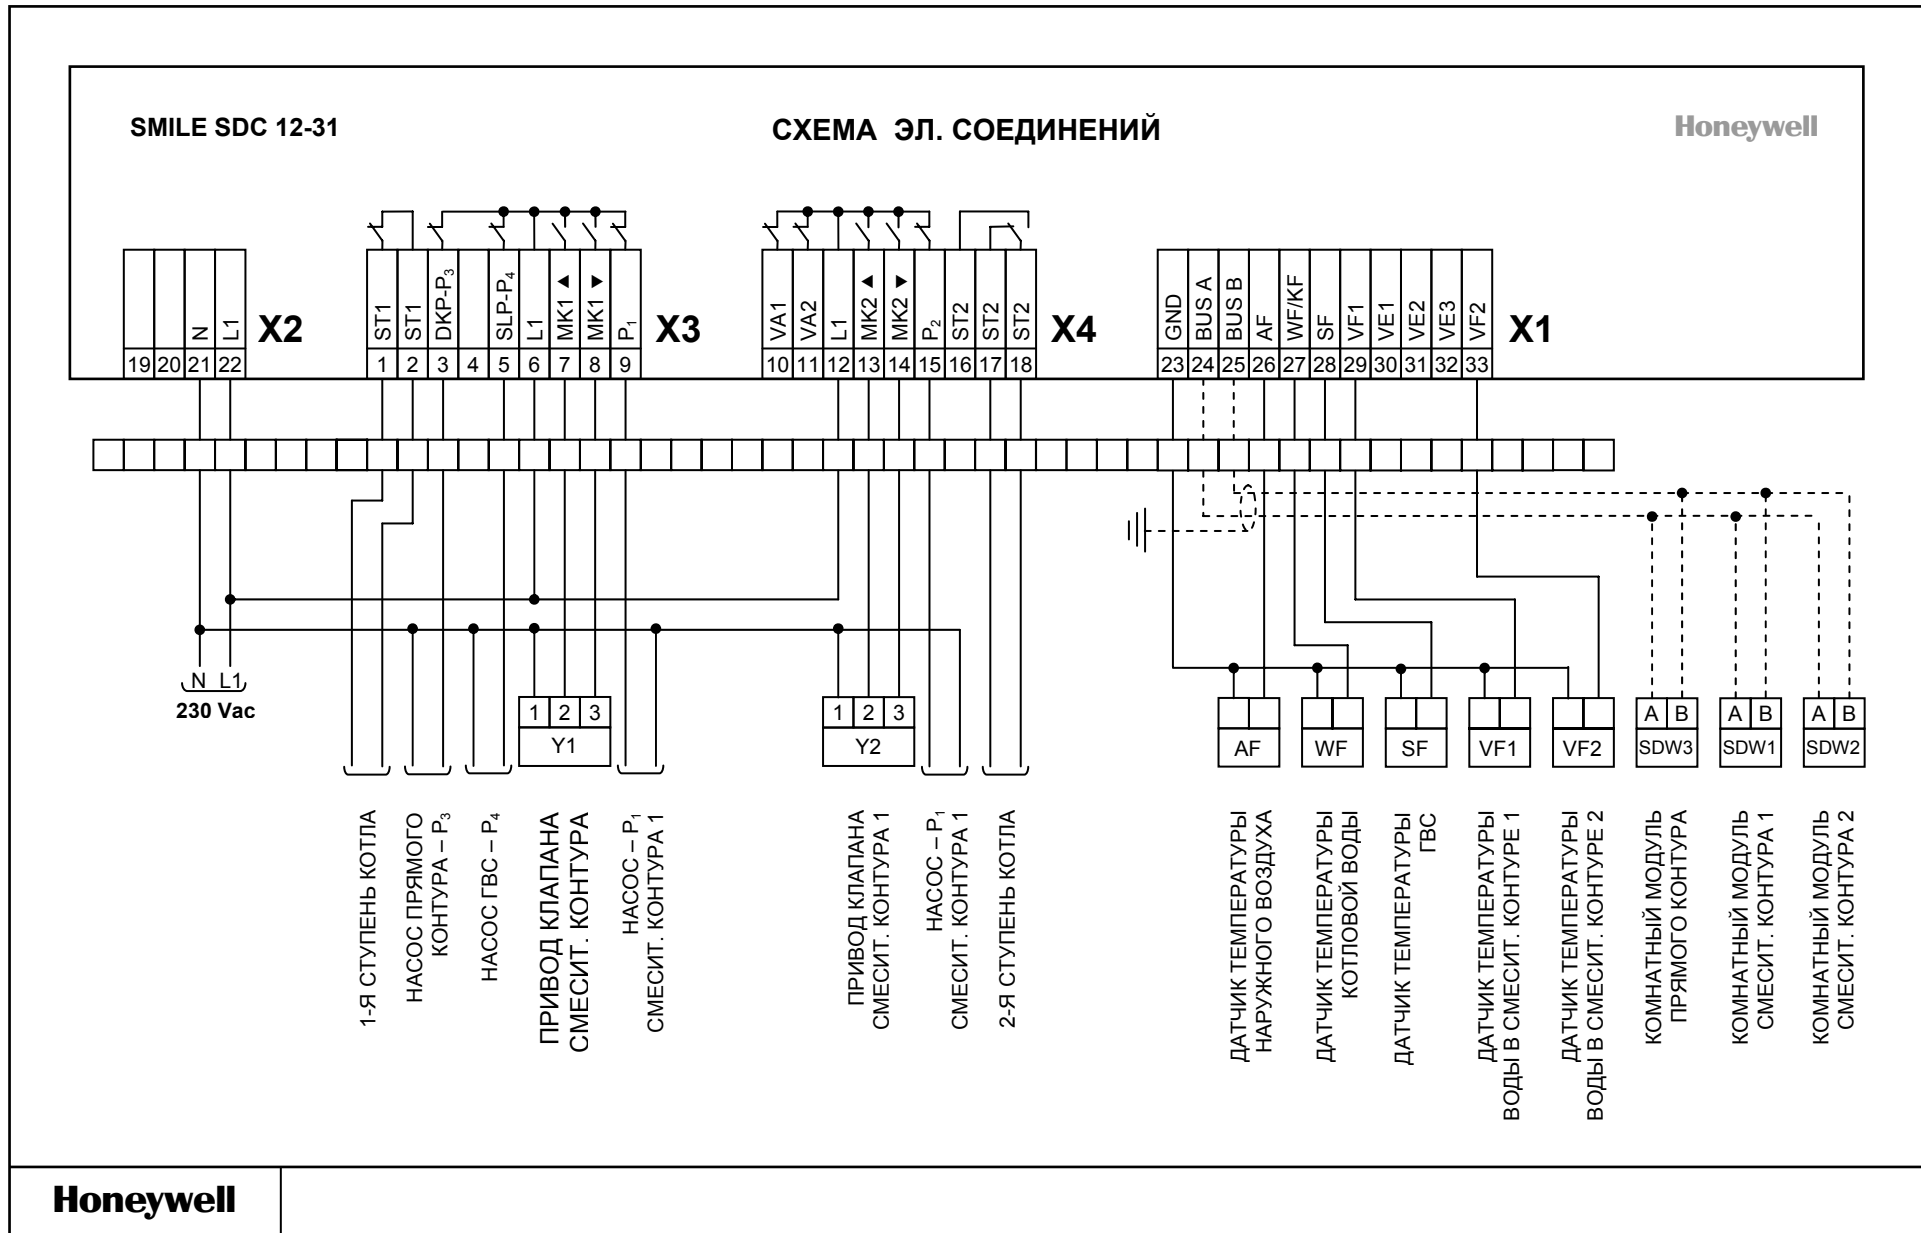 SMILE SDC 12-31
СХЕМА ЭЛ. СОЕДИНЕНИЙ
Honeywell
N
L1
X2
ST1
ST1
DKP-P₃
SLP-P₄
L1
MK1 ▲
MK1 ▼
P₁
X3
VA1
VA2
L1
MK2 ▲
MK2 ▼
P₂
ST2
ST2
ST2
X4
GND
BUS A
BUS B
AF
WF/KF
SF
VF1
VE1
VE2
VE3
VF2
X1
19 20 21 22
1 2 3 4 5 6 7 8 9
10 11 12 13 14 15 16 17 18
23 24 25 26 27 28 29 30 31 32 33
N L1
230 Vac
1 2 3
Y1
1 2 3
Y2
AF
WF
SF
VF1
VF2
A B
SDW3
A B
SDW1
A B
SDW2
1-Я СТУПЕНЬ КОТЛА
НАСОС ПРЯМОГО
КОНТУРА – P₃
НАСОС ГВС – P₄
ПРИВОД КЛАПАНА
СМЕСИТ. КОНТУРА
НАСОС – P₁
СМЕСИТ. КОНТУРА 1
ПРИВОД КЛАПАНА
СМЕСИТ. КОНТУРА 1
НАСОС – P₁
СМЕСИТ. КОНТУРА 1
2-Я СТУПЕНЬ КОТЛА
ДАТЧИК ТЕМПЕРАТУРЫ
НАРУЖНОГО ВОЗДУХА
ДАТЧИК ТЕМПЕРАТУРЫ
КОТЛОВОЙ ВОДЫ
ДАТЧИК ТЕМПЕРАТУРЫ
ГВС
ДАТЧИК ТЕМПЕРАТУРЫ
ВОДЫ В СМЕСИТ. КОНТУРЕ 1
ДАТЧИК ТЕМПЕРАТУРЫ
ВОДЫ В СМЕСИТ. КОНТУРЕ 2
КОМНАТНЫЙ МОДУЛЬ
ПРЯМОГО КОНТУРА
КОМНАТНЫЙ МОДУЛЬ
СМЕСИТ. КОНТУРА 1
КОМНАТНЫЙ МОДУЛЬ
СМЕСИТ. КОНТУРА 2
Honeywell